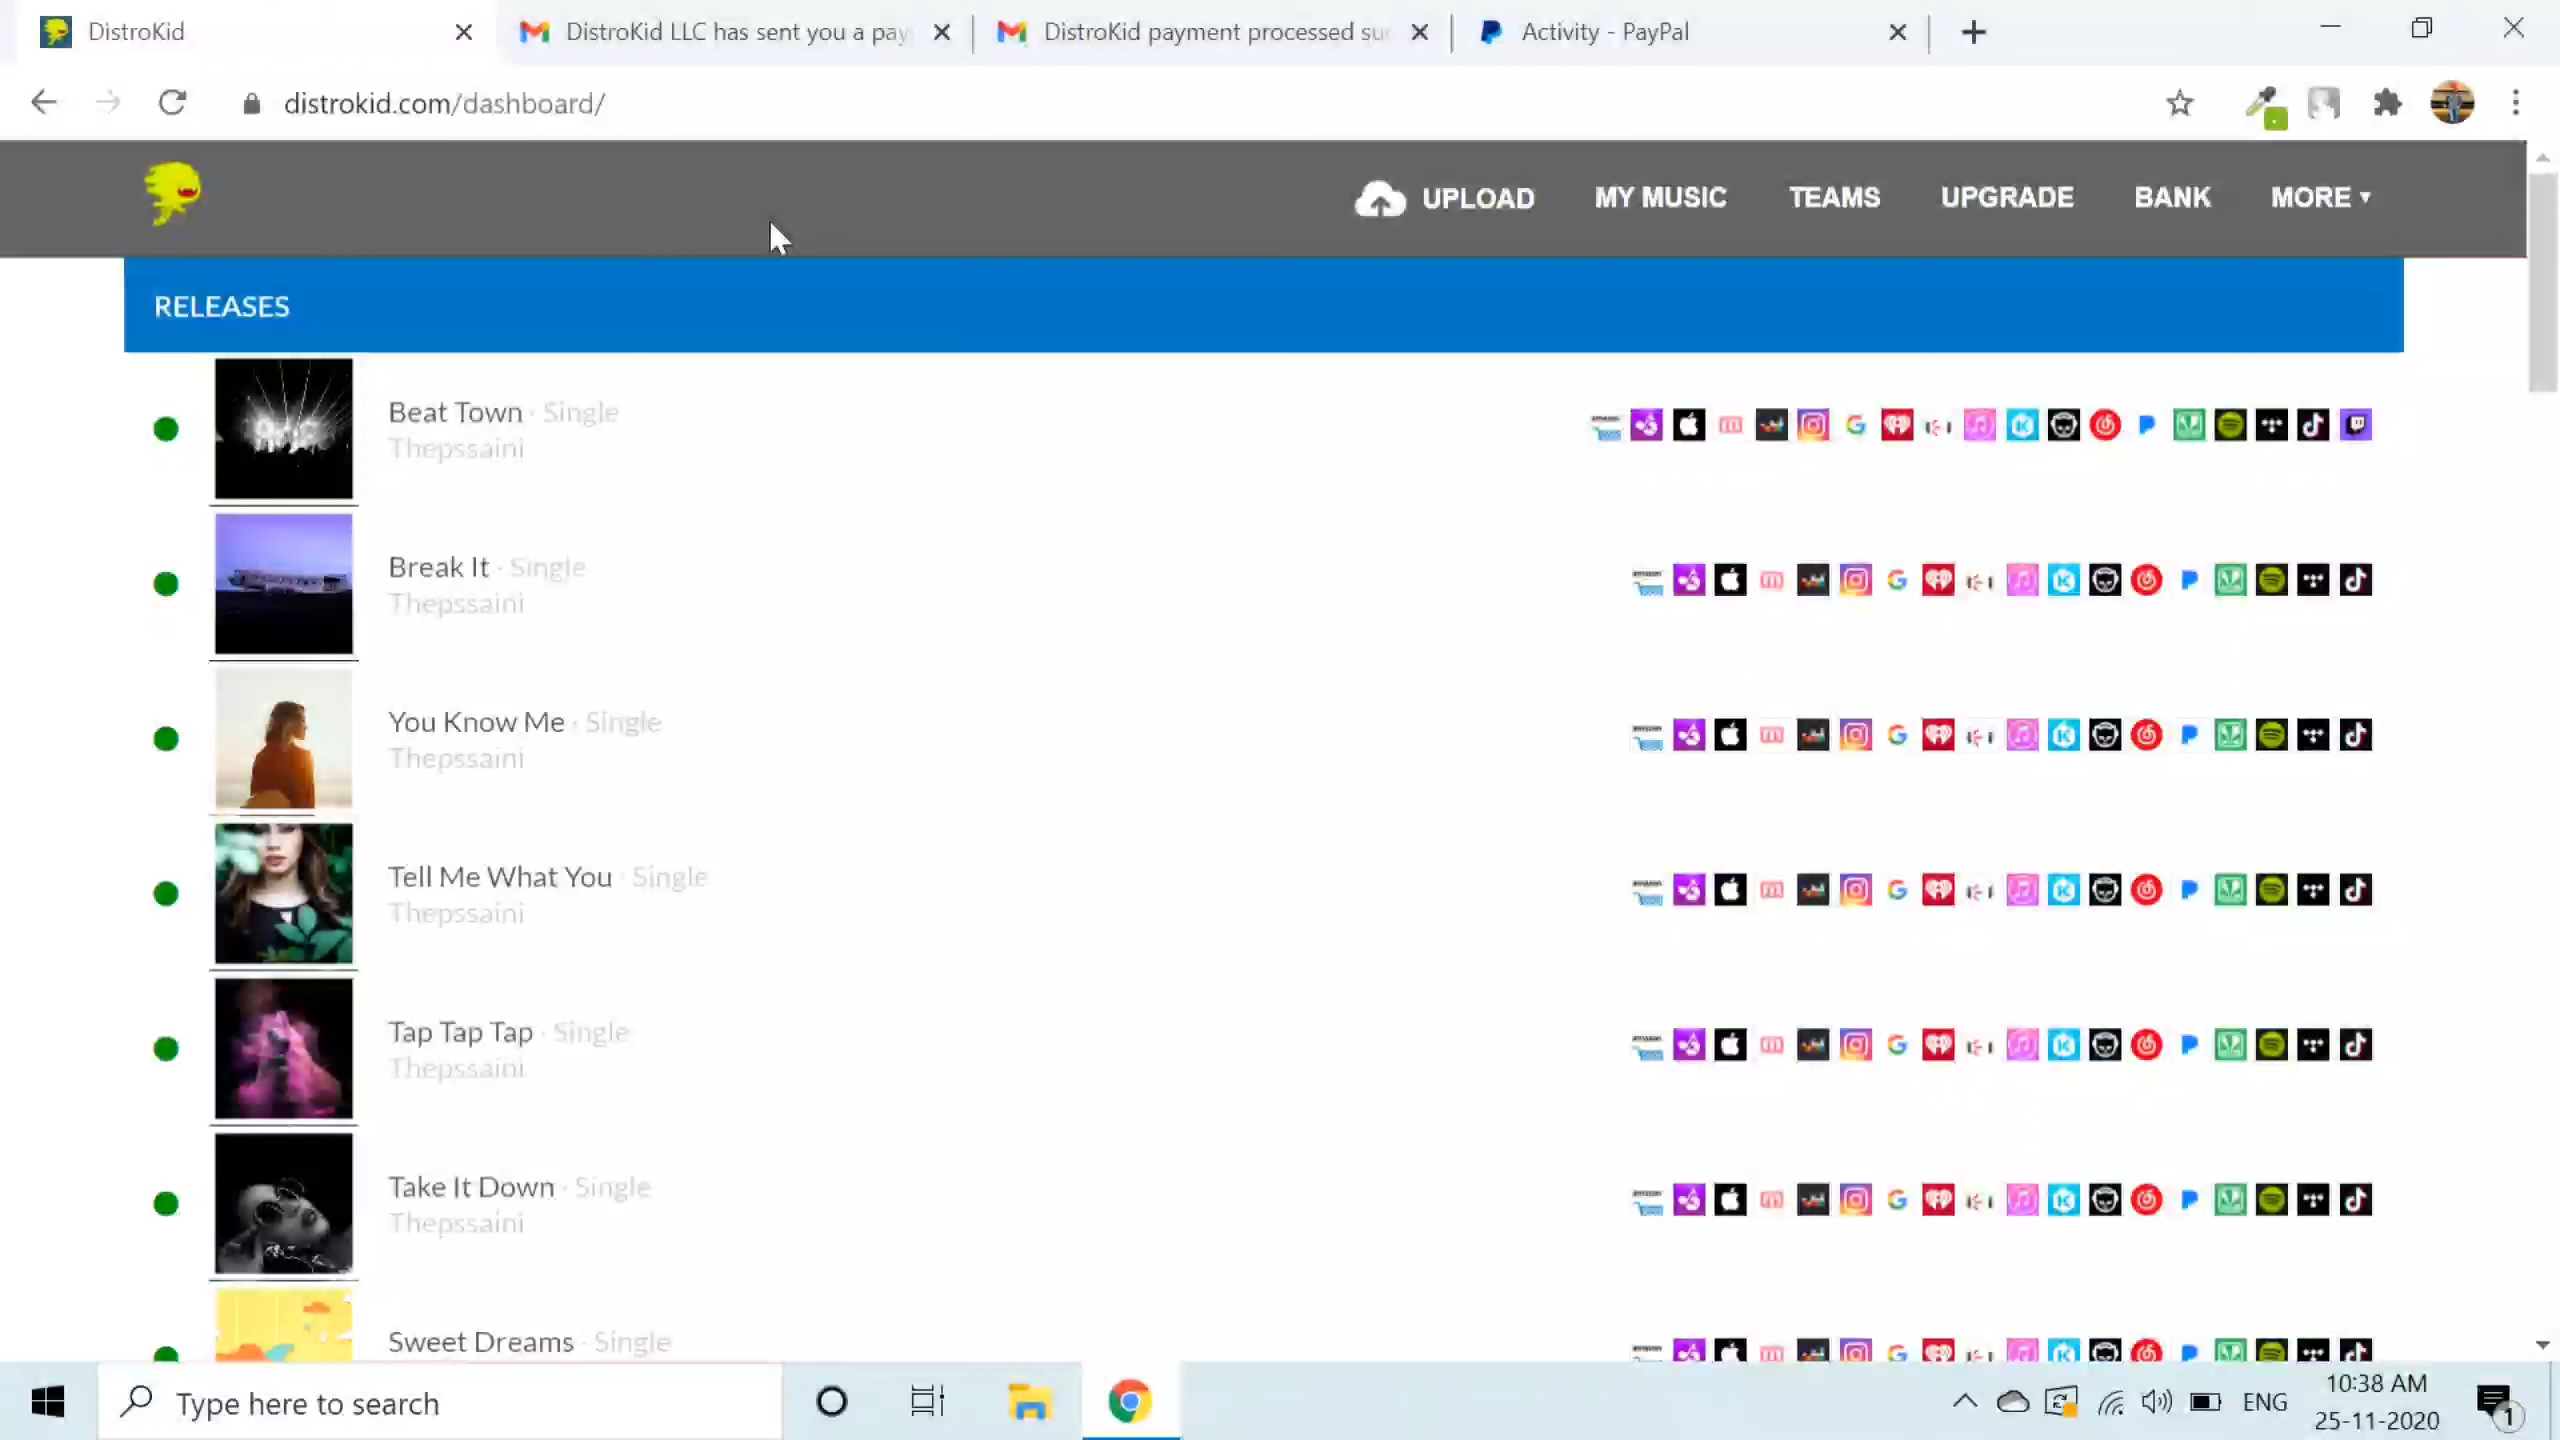 DistroKid
DistroKid LLC has sent you a pay
DistroKid payment processed su
Activity - PayPal
distrokid.com/dashboard/
UPLOAD
MY MUSIC
TEAMS
UPGRADE
BANK
MORE
RELEASES
Beat Town · Single
Thepssaini
Break It · Single
Thepssaini
You Know Me · Single
Thepssaini
Tell Me What You · Single
Thepssaini
Tap Tap Tap · Single
Thepssaini
Take It Down · Single
Thepssaini
Sweet Dreams · Single
Type here to search
ENG
10:38 AM
25-11-2020
1